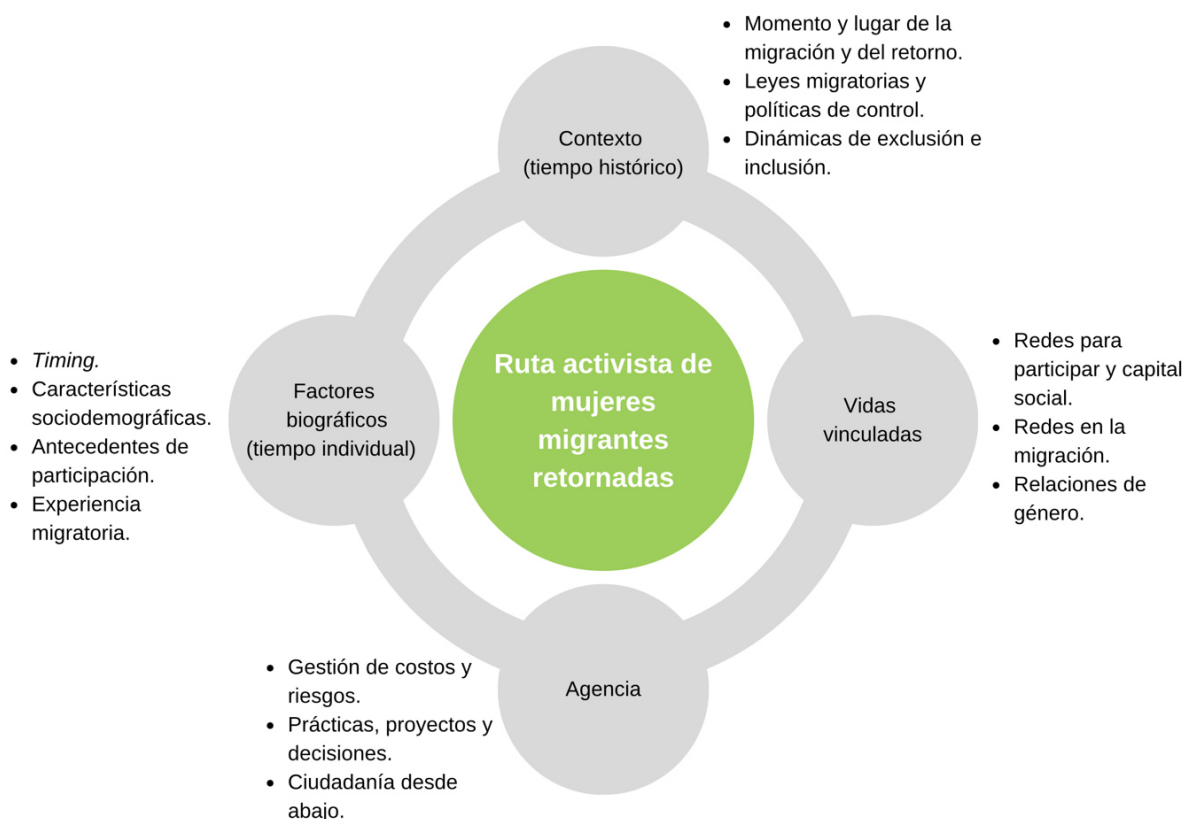 • Momento y lugar de la
migración y del retorno.
• Leyes migratorias y
políticas de control.
• Dinámicas de exclusión e
inclusión.
Contexto
(tiempo histórico)
• Timing.
• Características
sociodemográficas.
• Antecedentes de
participación.
• Experiencia
migratoria.
Factores
biográficos
(tiempo individual)
Ruta activista de
mujeres
migrantes
retornadas
Vidas
vinculadas
• Redes para
participar y capital
social.
• Redes en la
migración.
• Relaciones de
género.
• Gestión de costos y
riesgos.
• Prácticas, proyectos y
decisiones.
• Ciudadanía desde
abajo.
Agencia